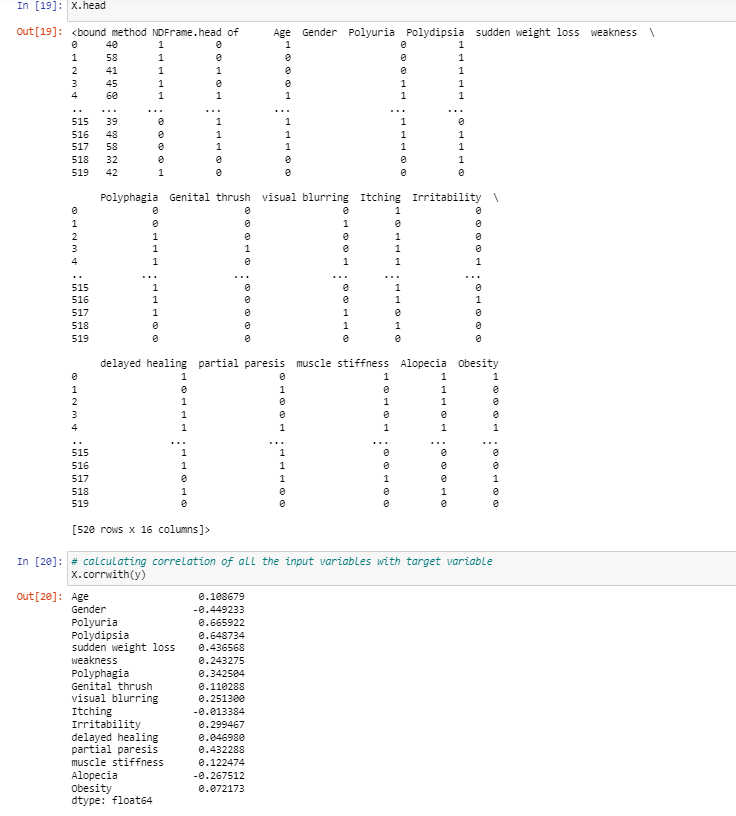 In [19]: X.head
Out[19]: <bound method NDFrame.head of      Age  Gender  Polyuria  Polydipsia  sudden weight loss  weakness  \
0 40 1 0 1 0 1
1 58 1 0 0 0 1
2 41 1 1 0 0 1
3 45 1 0 0 1 1
4 60 1 1 1 1 1
.. ... ... ... ... ... ...
515 39 0 1 1 1 0
516 48 0 1 1 1 1
517 58 0 1 1 1 1
518 32 0 0 0 0 1
519 42 1 0 0 0 0
Polyphagia Genital thrush visual blurring Itching Irritability \
0 0 0 0 1 0
1 0 0 1 0 0
2 1 0 0 1 0
3 1 1 0 1 0
4 1 0 1 1 1
.. ... ... ... ... ...
515 1 0 0 1 0
516 1 0 0 1 1
517 1 0 1 0 0
518 0 0 1 1 0
519 0 0 0 0 0
delayed healing partial paresis muscle stiffness Alopecia Obesity
0 1 0 1 1 1
1 0 1 0 1 0
2 1 0 1 1 0
3 1 0 0 0 0
4 1 1 1 1 1
.. ... ... ... ... ...
515 1 1 0 0 0
516 1 1 0 0 0
517 0 1 1 0 1
518 1 0 0 1 0
519 0 0 0 0 0
[520 rows x 16 columns]>
In [20]: # calculating correlation of all the input variables with target variable
X.corrwith(y)
Out[20]: Age 0.108679
Gender -0.449233
Polyuria 0.665922
Polydipsia 0.648734
sudden weight loss 0.436568
weakness 0.243275
Polyphagia 0.342504
Genital thrush 0.110288
visual blurring 0.251300
Itching -0.013384
Irritability 0.299467
delayed healing 0.046980
partial paresis 0.432288
muscle stiffness 0.122474
Alopecia -0.267512
Obesity 0.072173
dtype: float64